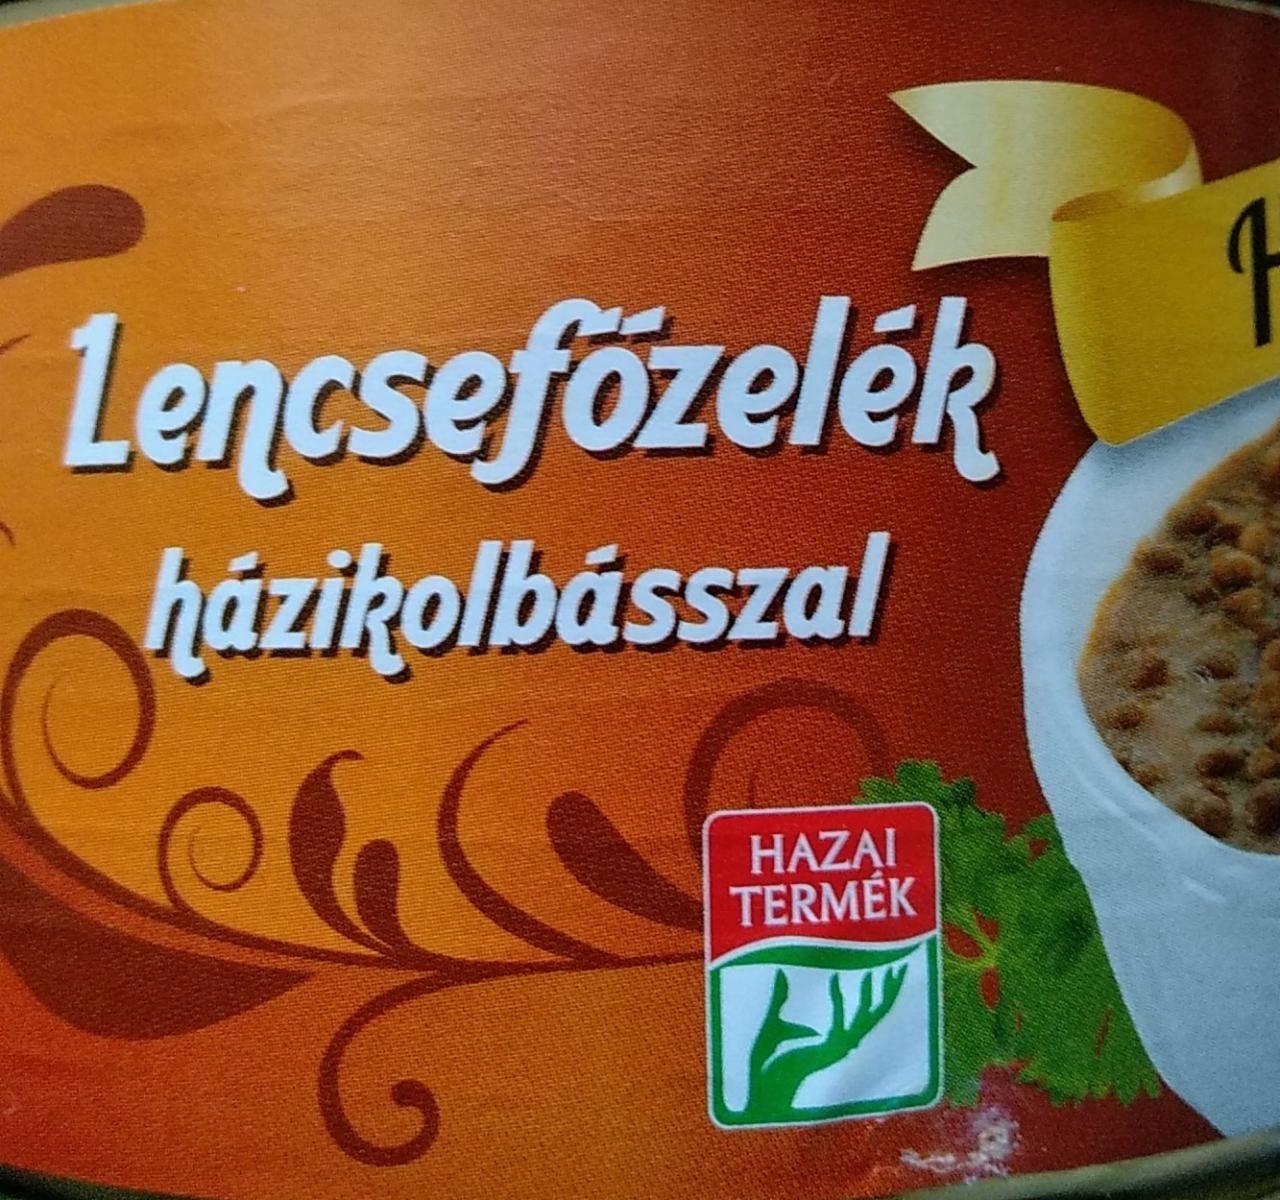 Lencsefőzelék
házikolbásszal
HAZAI
TERMÉK